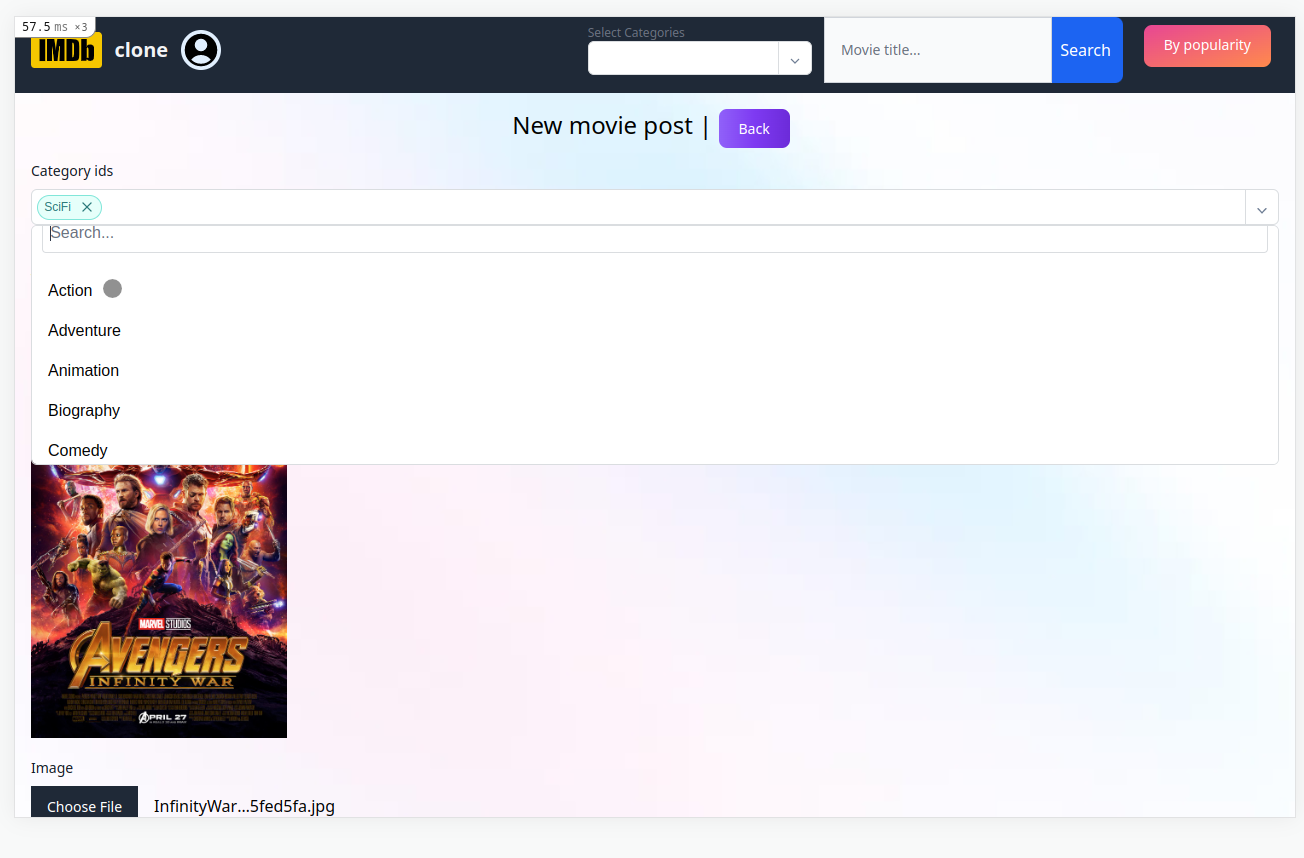 57.5 ms ×3
IMDb clone
Select Categories
Movie title...
Search
By popularity
New movie post |
Back
Category ids
SciFi
Search...
Action
Adventure
Animation
Biography
Comedy
MARVEL STUDIOS
AVENGERS
INFINITY WAR
APRIL 27
Image
Choose File
InfinityWar...5fed5fa.jpg